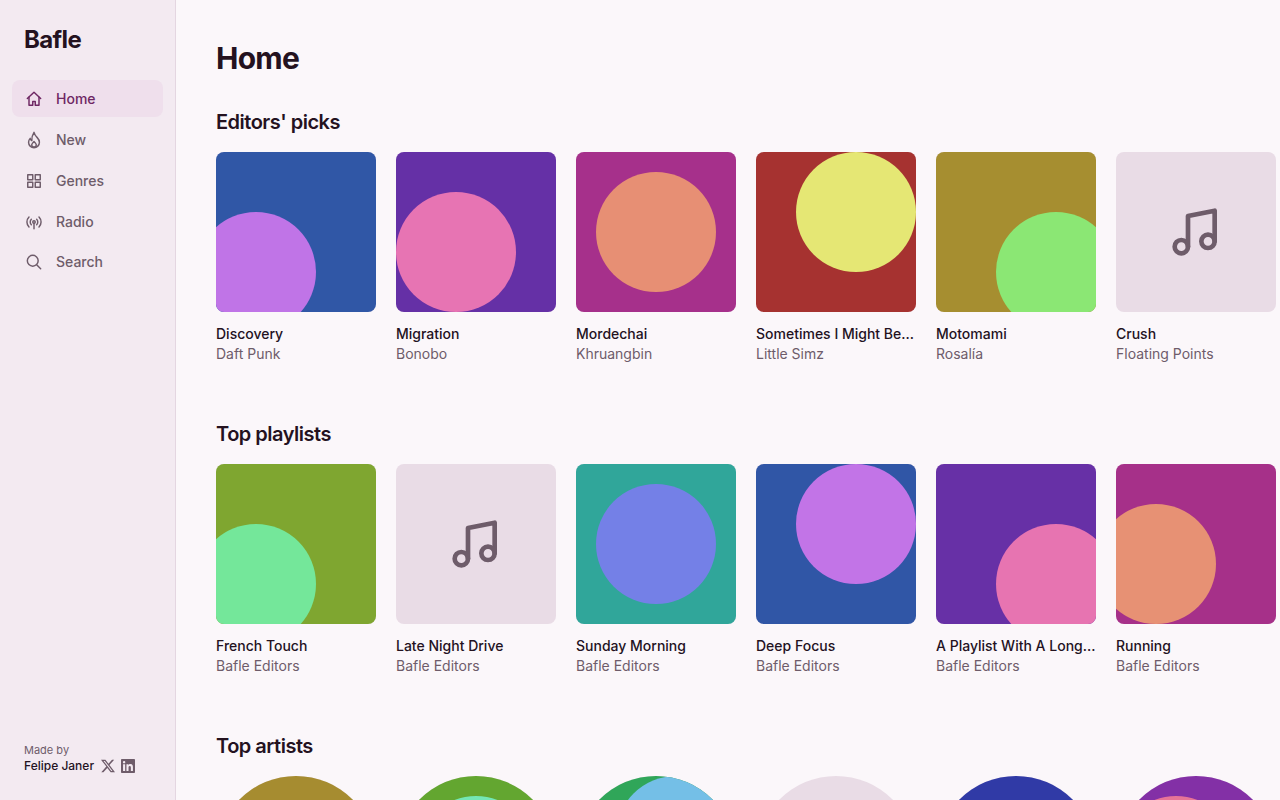 Bafle
Home
New
Genres
Radio
Search
Made by
Felipe Janer
Home
Editors' picks
Discovery
Daft Punk
Migration
Bonobo
Mordechai
Khruangbin
Sometimes I Might Be...
Little Simz
Motomami
Rosalía
Crush
Floating Points
Top playlists
French Touch
Bafle Editors
Late Night Drive
Bafle Editors
Sunday Morning
Bafle Editors
Deep Focus
Bafle Editors
A Playlist With A Long...
Bafle Editors
Running
Bafle Editors
Top artists